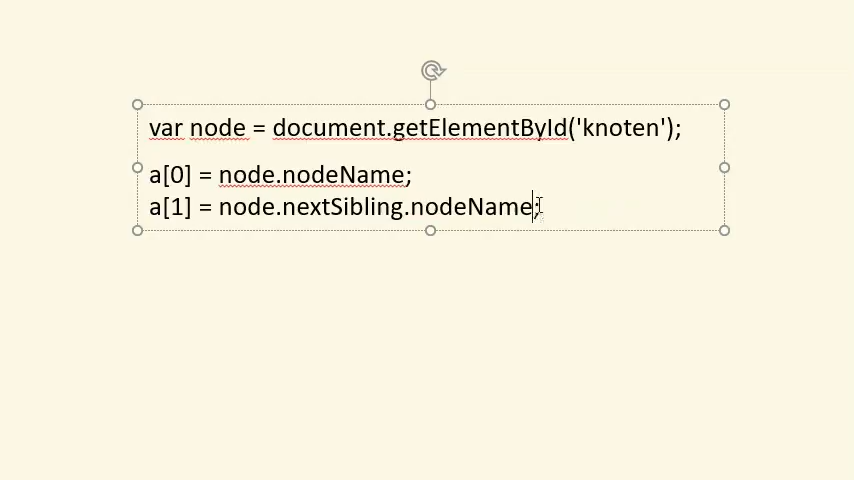 var node = document.getElementById('knoten');
a[0] = node.nodeName;
a[1] = node.nextSibling.nodeName;